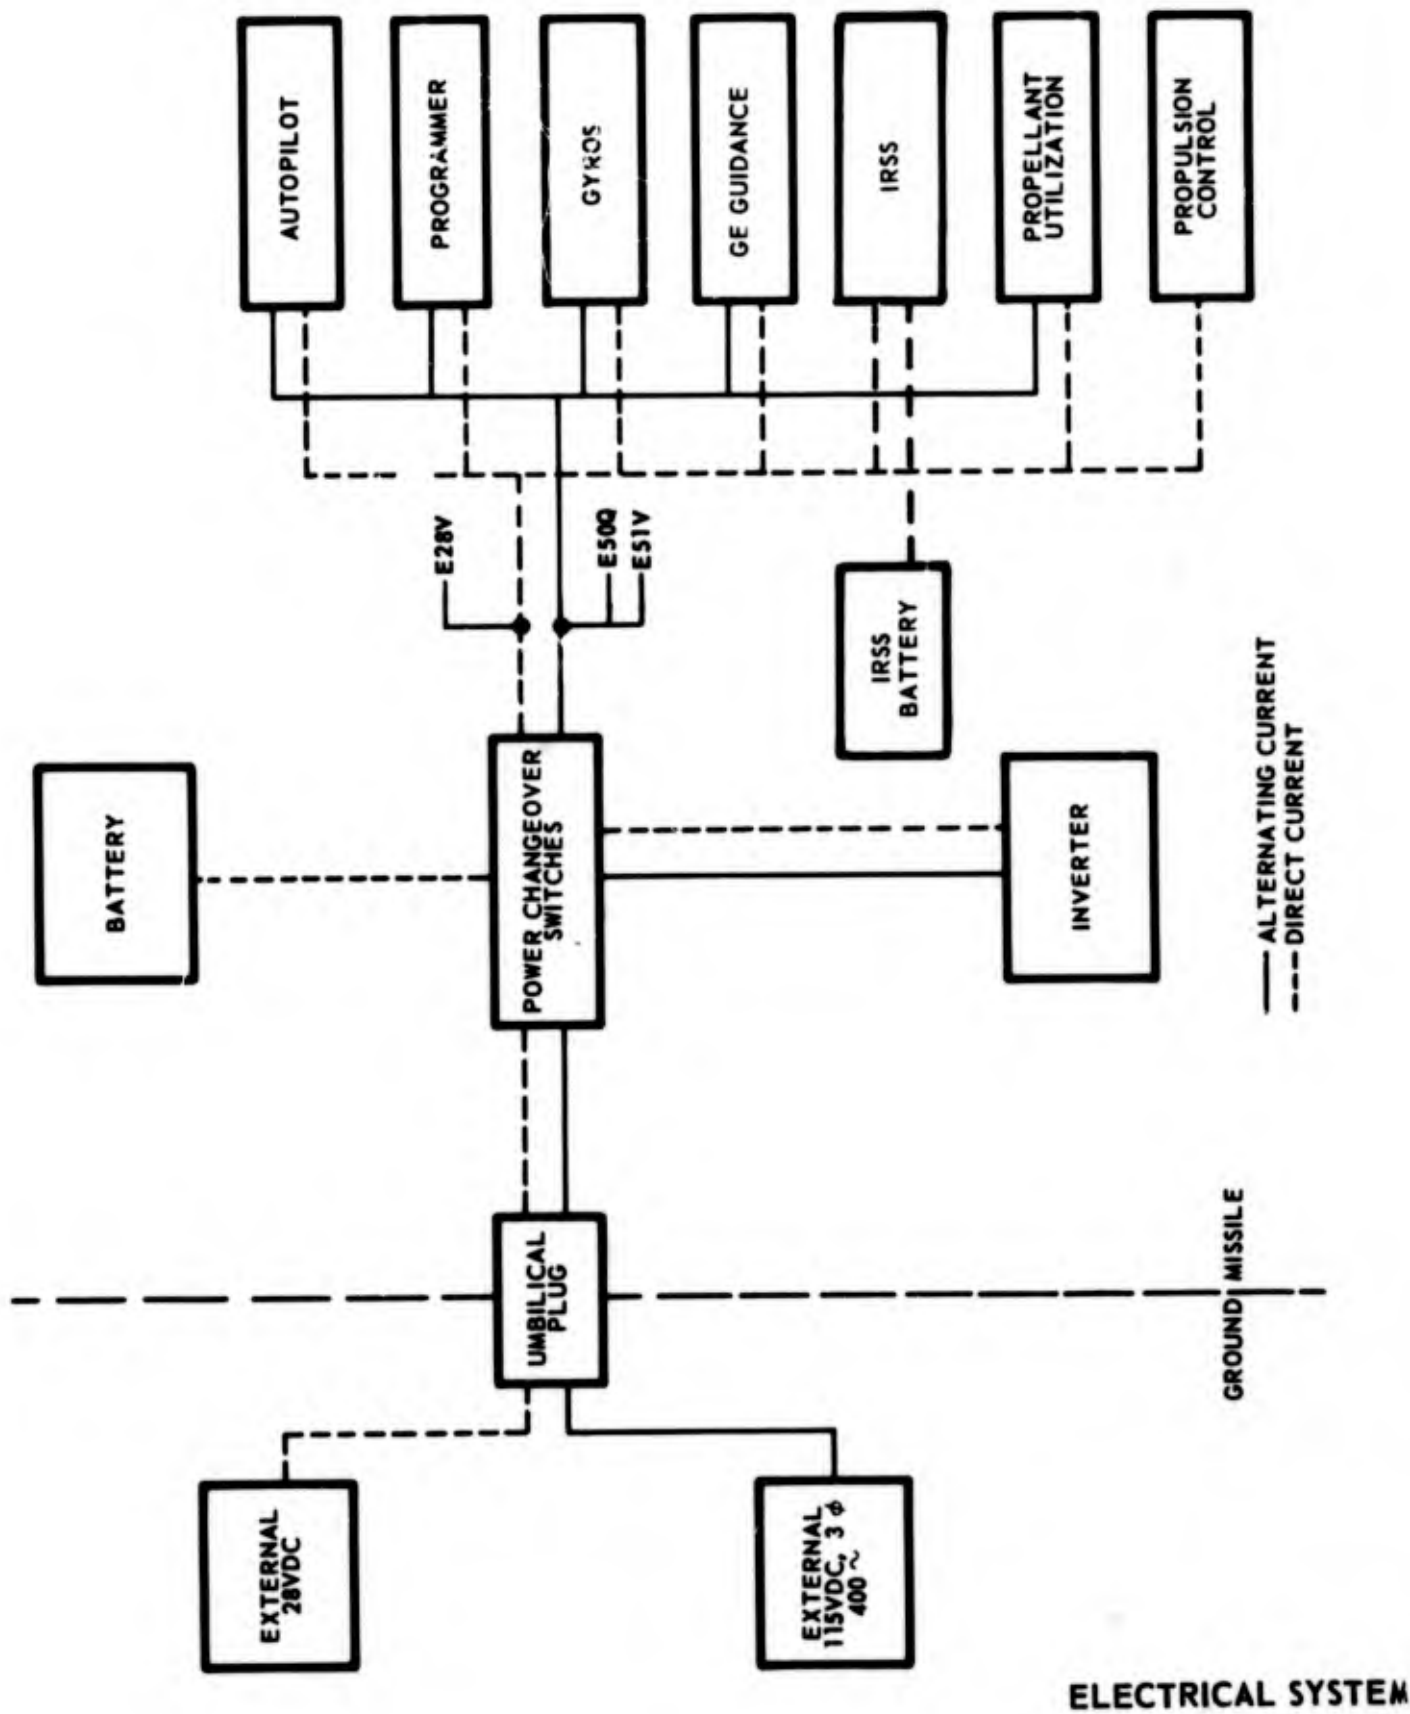 AUTOPILOT
PROGRAMMER
GYROS
GE GUIDANCE
IRSS
PROPELLANT
UTILIZATION
PROPULSION
CONTROL
E28V
E50Q
E51V
IRSS
BATTERY
BATTERY
POWER CHANGEOVER
SWITCHES
INVERTER
ALTERNATING CURRENT
DIRECT CURRENT
UMBILICAL
PLUG
GROUND
MISSILE
EXTERNAL
28VDC
EXTERNAL
115VDC, 3 ϕ
400 ~
ELECTRICAL SYSTEM